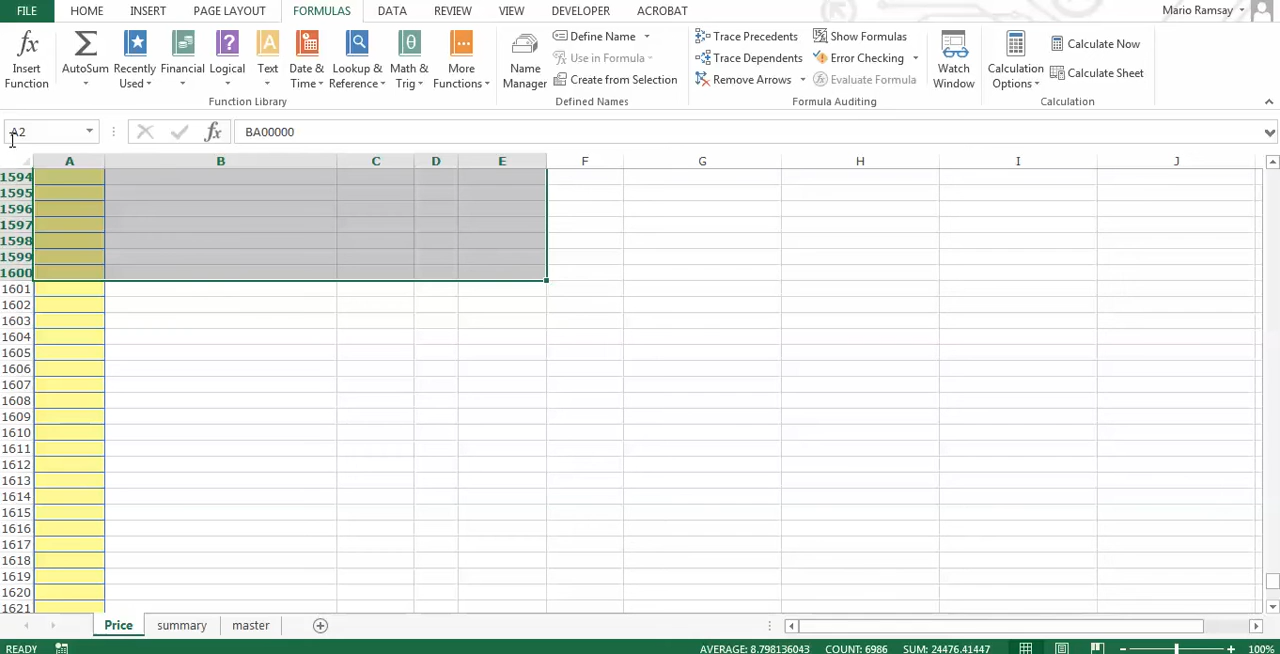 FILE HOME INSERT PAGE LAYOUT FORMULAS DATA REVIEW VIEW DEVELOPER ACROBAT Mario Ramsay
Insert Function
AutoSum
Recently Used
Financial
Logical
Text
Date & Time
Lookup & Reference
Math & Trig
More Functions
Function Library
Name Manager
Define Name
Use in Formula
Create from Selection
Defined Names
Trace Precedents
Trace Dependents
Remove Arrows
Show Formulas
Error Checking
Evaluate Formula
Formula Auditing
Watch Window
Calculation Options
Calculate Now
Calculate Sheet
Calculation
A2 fx BA00000
A B C D E F G H I J
1594
1595
1596
1597
1598
1599
1600
1601
1602
1603
1604
1605
1606
1607
1608
1609
1610
1611
1612
1613
1614
1615
1616
1617
1618
1619
1620
1621
Price summary master
READY AVERAGE: 8.798136043 COUNT: 6986 SUM: 24476.41447 100%